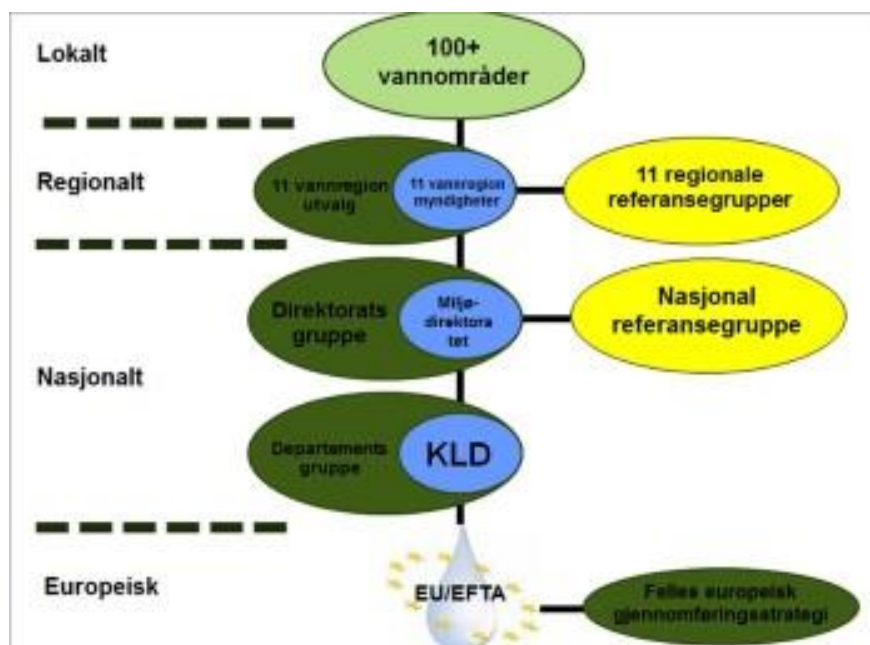 Lokalt
100+
vannområder
Regionalt
11 vannregion
utvalg
11 vannregion
myndigheter
11 regionale
referansegrupper
Nasjonalt
Direktorats
gruppe
Miljø-
direktora
tet
Nasjonal
referansegruppe
Departements
gruppe
KLD
Europeisk
EU/EFTA
Felles europeisk
gjennomføringsstrategi